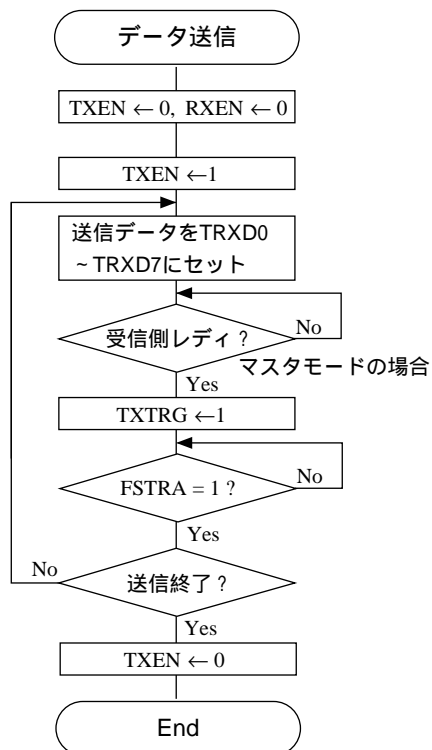 データ送信
TXEN ← 0, RXEN ← 0
TXEN ←1
送信データをTRXD0
~ TRXD7にセット
受信側レディ?
No
マスタモードの場合
Yes
TXTRG ←1
FSTRA = 1 ?
No
Yes
送信終了?
No
Yes
TXEN ← 0
End